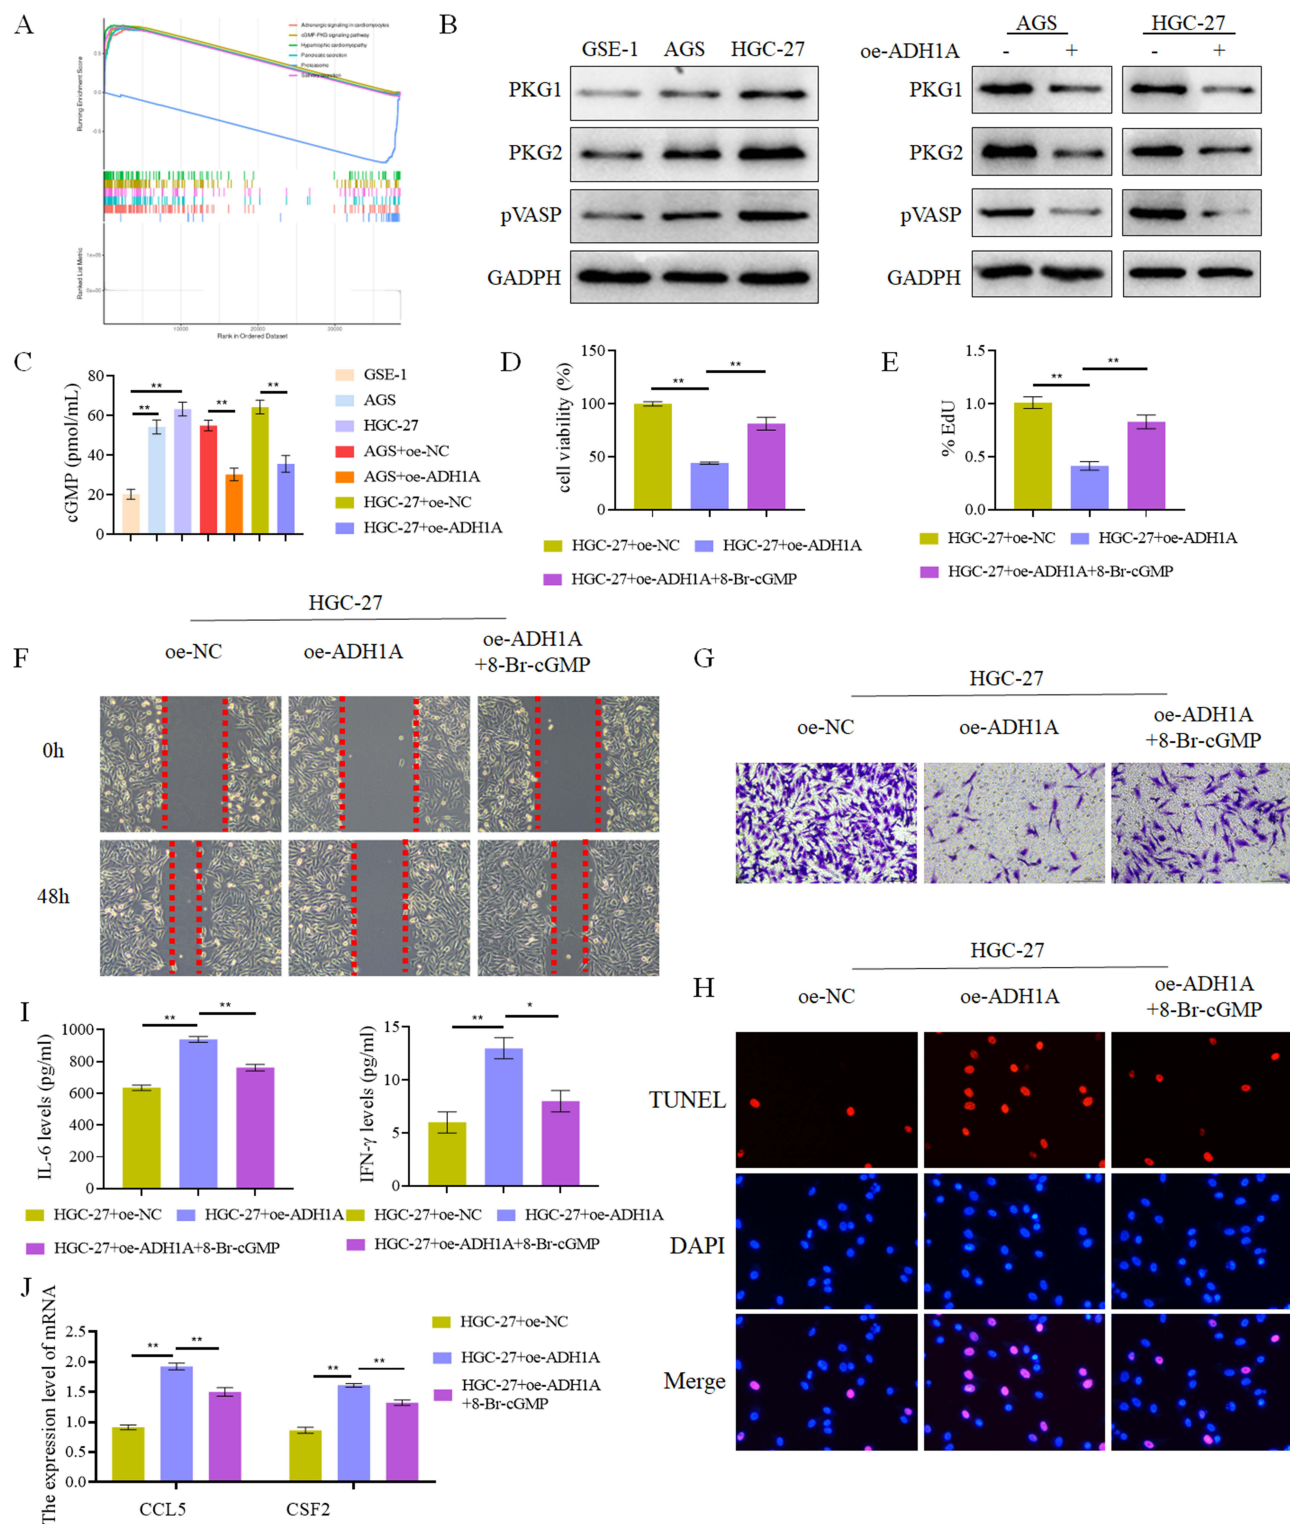 A
Adrenergic signaling in cardiomyocytes
cGMP-PKG signaling pathway
Hypertrophic cardiomyopathy
Pancreatic secretion
Proteasome
Salivary secretion
Running Enrichment Score
0.5
0.0
-0.5
Ranked List Metric
1e+05
0e+00
10000
20000
30000
Rank in Ordered Dataset
B
GSE-1 AGS HGC-27
PKG1
PKG2
pVASP
GADPH
AGS HGC-27
oe-ADH1A - + - +
PKG1
PKG2
pVASP
GADPH
C
cGMP (pmol/mL)
80
60
40
20
0
** ** ** **
GSE-1
AGS
HGC-27
AGS+oe-NC
AGS+oe-ADH1A
HGC-27+oe-NC
HGC-27+oe-ADH1A
D
cell viability (%)
150
100
50
0
** **
HGC-27+oe-NC HGC-27+oe-ADH1A
HGC-27+oe-ADH1A+8-Br-cGMP
E
% EdU
1.5
1.0
0.5
0.0
** **
HGC-27+oe-NC HGC-27+oe-ADH1A
HGC-27+oe-ADH1A+8-Br-cGMP
F
HGC-27
oe-NC oe-ADH1A oe-ADH1A
+8-Br-cGMP
0h
48h
G
HGC-27
oe-NC oe-ADH1A oe-ADH1A
+8-Br-cGMP
H
HGC-27
oe-NC oe-ADH1A oe-ADH1A
+8-Br-cGMP
TUNEL
DAPI
Merge
I
IL-6 levels (pg/ml)
1000
800
600
400
200
0
** **
HGC-27+oe-NC HGC-27+oe-ADH1A
HGC-27+oe-ADH1A+8-Br-cGMP
IFN-γ levels (pg/ml)
15
10
5
0
** *
HGC-27+oe-NC HGC-27+oe-ADH1A
HGC-27+oe-ADH1A+8-Br-cGMP
J
The expression level of mRNA
2.5
2.0
1.5
1.0
0.5
0.0
** ** ** **
CCL5 CSF2
HGC-27+oe-NC
HGC-27+oe-ADH1A
HGC-27+oe-ADH1A
+8-Br-cGMP